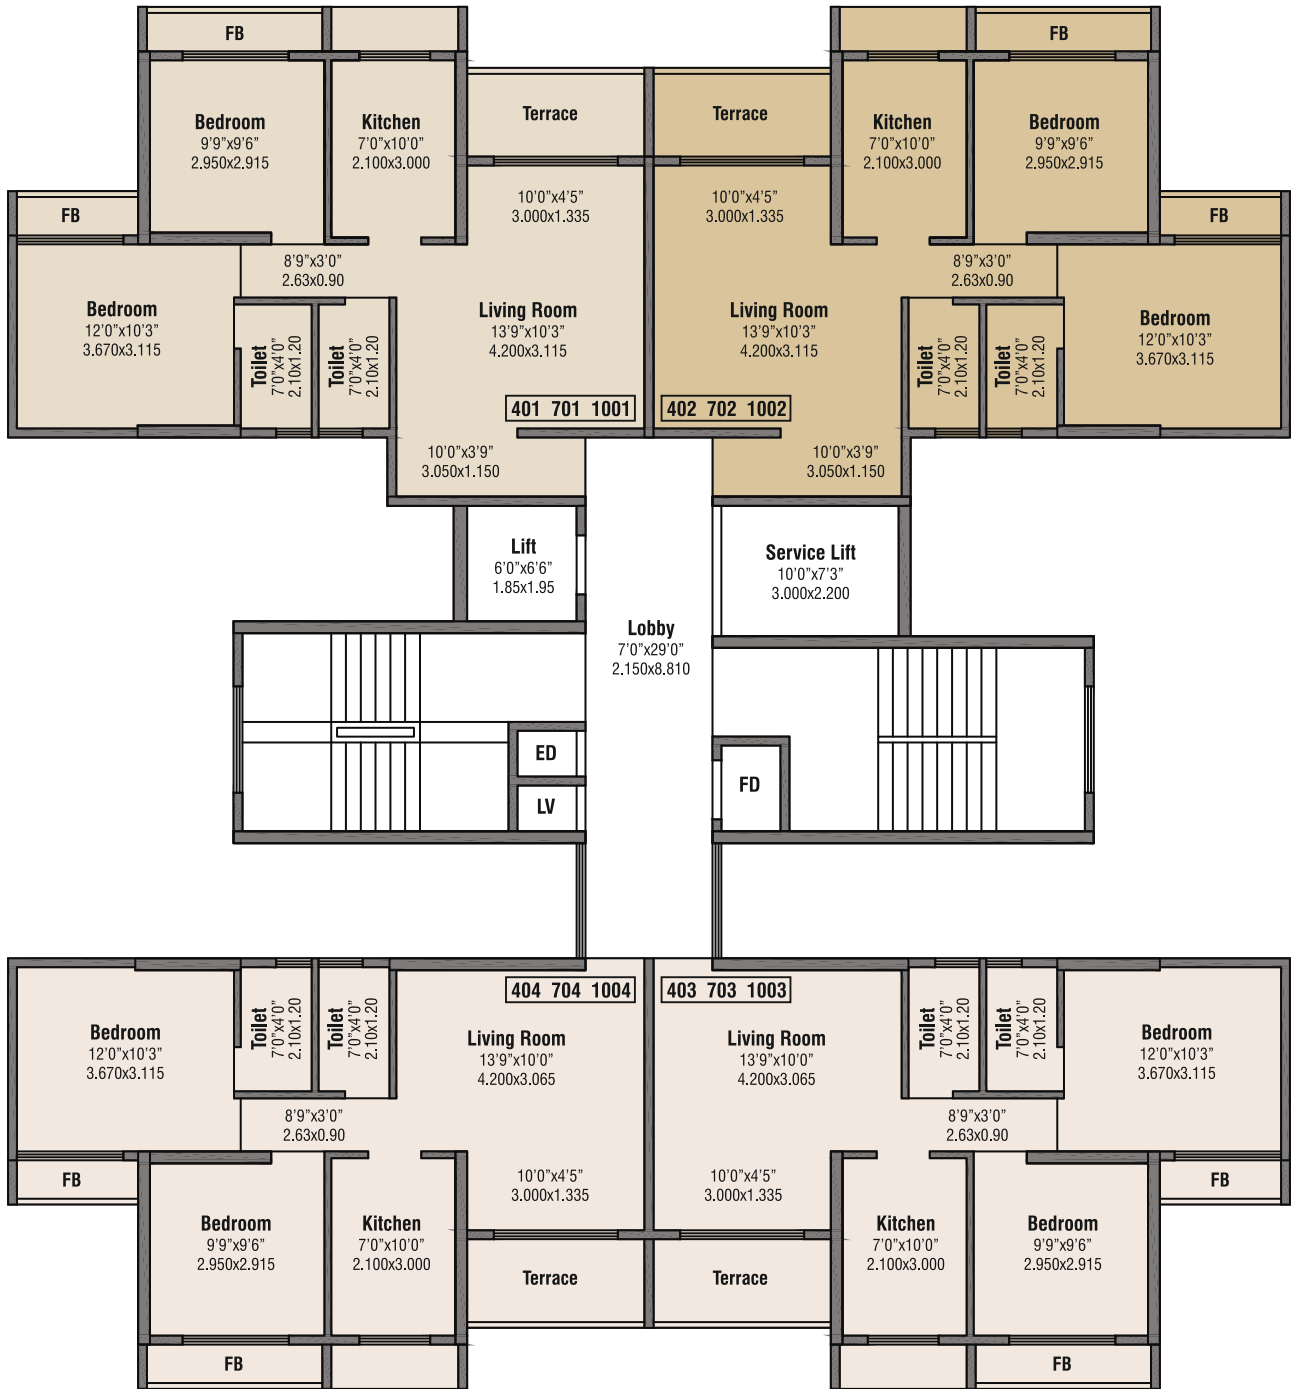 FB
FB
Bedroom
9'9"x9'6"
2.950x2.915
Kitchen
7'0"x10'0"
2.100x3.000
Terrace
Terrace
Kitchen
7'0"x10'0"
2.100x3.000
Bedroom
9'9"x9'6"
2.950x2.915
FB
10'0"x4'5"
3.000x1.335
10'0"x4'5"
3.000x1.335
FB
8'9"x3'0"
2.63x0.90
8'9"x3'0"
2.63x0.90
Bedroom
12'0"x10'3"
3.670x3.115
Toilet
7'0"x4'0"
2.10x1.20
Toilet
7'0"x4'0"
2.10x1.20
Living Room
13'9"x10'3"
4.200x3.115
Living Room
13'9"x10'3"
4.200x3.115
Toilet
7'0"x4'0"
2.10x1.20
Toilet
7'0"x4'0"
2.10x1.20
Bedroom
12'0"x10'3"
3.670x3.115
401 701 1001
402 702 1002
10'0"x3'9"
3.050x1.150
10'0"x3'9"
3.050x1.150
Lift
6'0"x6'6"
1.85x1.95
Service Lift
10'0"x7'3"
3.000x2.200
Lobby
7'0"x29'0"
2.150x8.810
ED
LV
FD
404 704 1004
403 703 1003
Bedroom
12'0"x10'3"
3.670x3.115
Toilet
7'0"x4'0"
2.10x1.20
Toilet
7'0"x4'0"
2.10x1.20
Living Room
13'9"x10'0"
4.200x3.065
Living Room
13'9"x10'0"
4.200x3.065
Toilet
7'0"x4'0"
2.10x1.20
Toilet
7'0"x4'0"
2.10x1.20
Bedroom
12'0"x10'3"
3.670x3.115
8'9"x3'0"
2.63x0.90
8'9"x3'0"
2.63x0.90
FB
10'0"x4'5"
3.000x1.335
10'0"x4'5"
3.000x1.335
FB
Bedroom
9'9"x9'6"
2.950x2.915
Kitchen
7'0"x10'0"
2.100x3.000
Terrace
Terrace
Kitchen
7'0"x10'0"
2.100x3.000
Bedroom
9'9"x9'6"
2.950x2.915
FB
FB